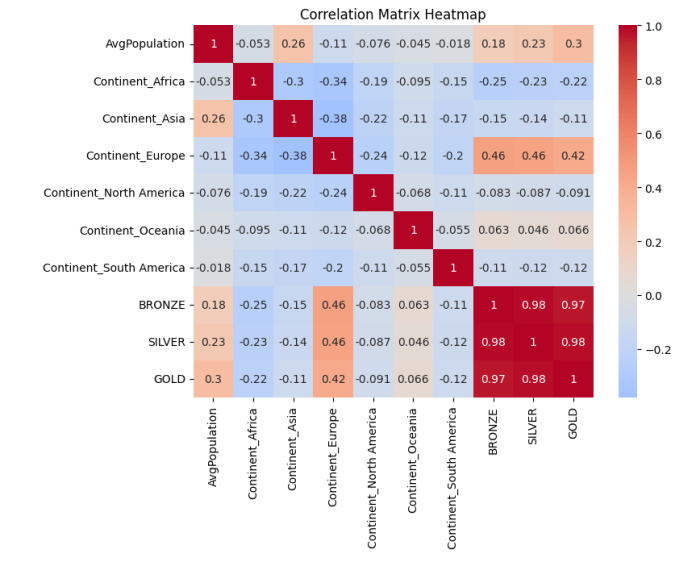 Correlation Matrix Heatmap
AvgPopulation 1 -0.053 0.26 -0.11 -0.076 -0.045 -0.018 0.18 0.23 0.3
Continent_Africa -0.053 1 -0.3 -0.34 -0.19 -0.095 -0.15 -0.25 -0.23 -0.22
Continent_Asia 0.26 -0.3 1 -0.38 -0.22 -0.11 -0.17 -0.15 -0.14 -0.11
Continent_Europe -0.11 -0.34 -0.38 1 -0.24 -0.12 -0.2 0.46 0.46 0.42
Continent_North America -0.076 -0.19 -0.22 -0.24 1 -0.068 -0.11 -0.083 -0.087 -0.091
Continent_Oceania -0.045 -0.095 -0.11 -0.12 -0.068 1 -0.055 0.063 0.046 0.066
Continent_South America -0.018 -0.15 -0.17 -0.2 -0.11 -0.055 1 -0.11 -0.12 -0.12
BRONZE 0.18 -0.25 -0.15 0.46 -0.083 0.063 -0.11 1 0.98 0.97
SILVER 0.23 -0.23 -0.14 0.46 -0.087 0.046 -0.12 0.98 1 0.98
GOLD 0.3 -0.22 -0.11 0.42 -0.091 0.066 -0.12 0.97 0.98 1
AvgPopulation
Continent_Africa
Continent_Asia
Continent_Europe
Continent_North America
Continent_Oceania
Continent_South America
BRONZE
SILVER
GOLD
1.0
0.8
0.6
0.4
0.2
0.0
−0.2